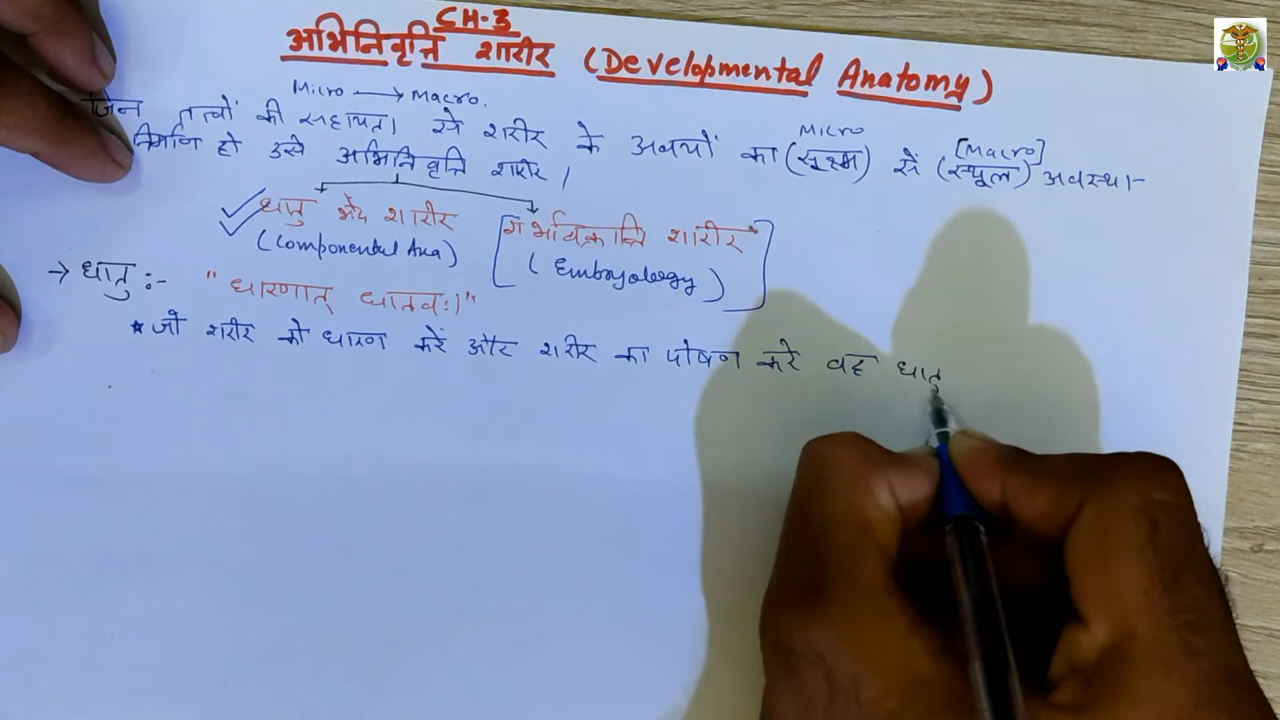 CH-3
अभिनिवृत्ति शारीर (Developmental Anatomy)
Micro → Macro.
जिन तत्वों की सहायता से शरीर के अवयवों का (सूक्ष्म) से (स्थूल) अवस्था-
Micro [Macro]
निर्माण हो उसे अभिनिवृत्ति शारीर।
धातु भेद शारीर [गर्भावक्रान्ति शारीर]
(Componental Ana) (Embryology)
→ धातु :- "धारणात् धातवः।"
* जो शरीर को धारण करें और शरीर का पोषण करे वह धातु